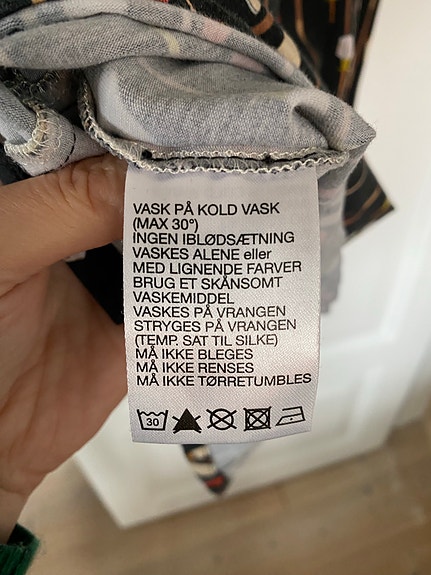 VASK PÅ KOLD VASK
(MAX 30°)
INGEN IBLØDSÆTNING
VASKES ALENE eller
MED LIGNENDE FARVER
BRUG ET SKÅNSOMT
VASKEMIDDEL
VASKES PÅ VRANGEN
STRYGES PÅ VRANGEN
(TEMP. SAT TIL SILKE)
MÅ IKKE BLEGES
MÅ IKKE RENSES
MÅ IKKE TØRRETUMBLES
30